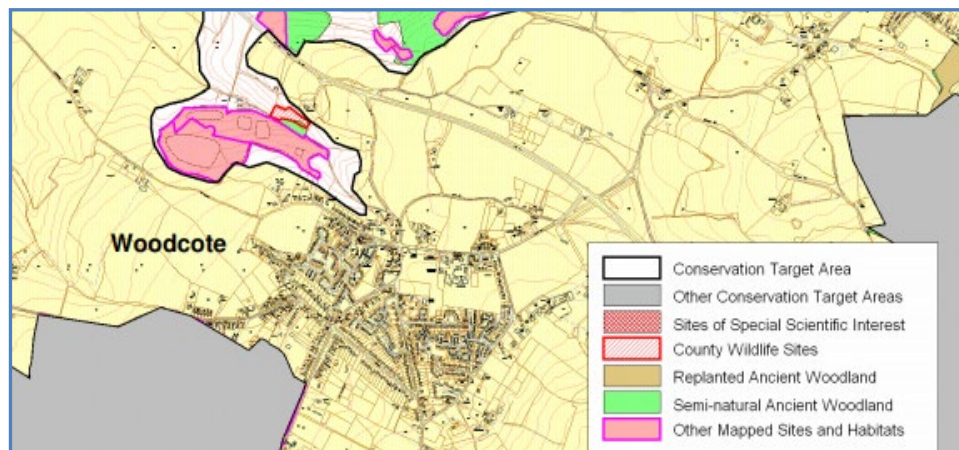 Woodcote
Conservation Target Area
Other Conservation Target Areas
Sites of Special Scientific Interest
County Wildlife Sites
Replanted Ancient Woodland
Semi-natural Ancient Woodland
Other Mapped Sites and Habitats